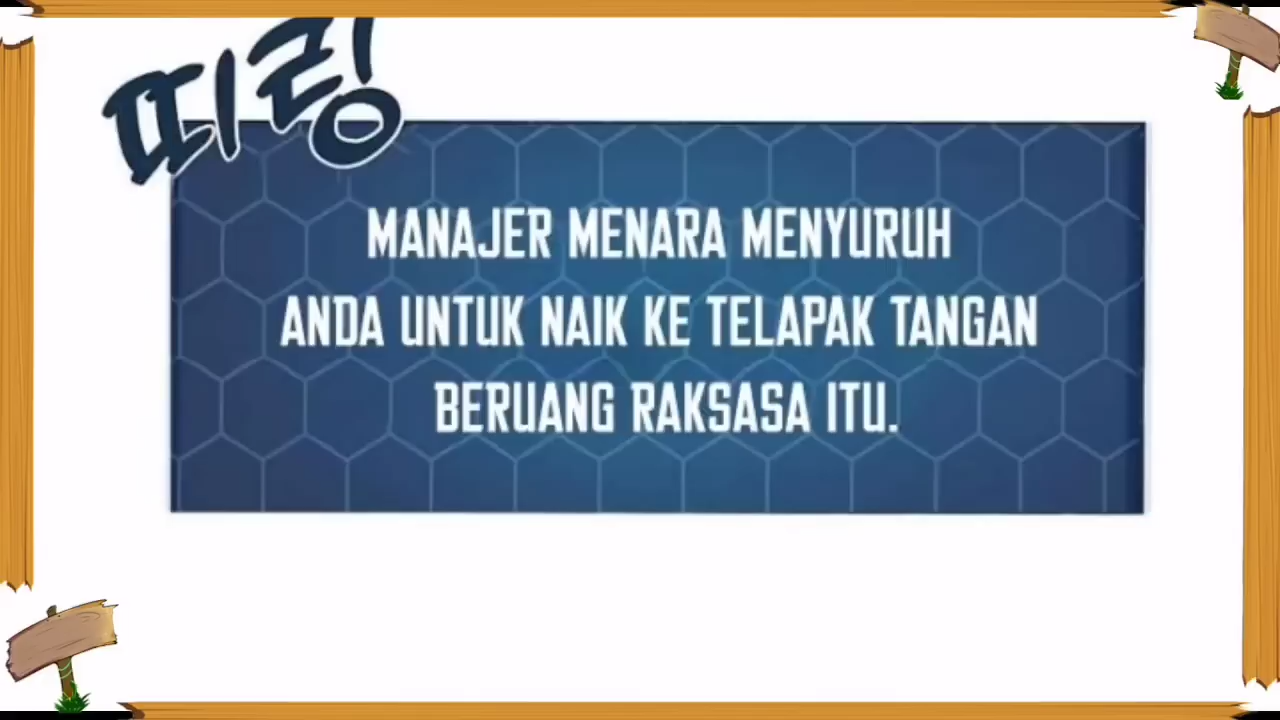 띠링
MANAJER MENARA MENYURUH
ANDA UNTUK NAIK KE TELAPAK TANGAN
BERUANG RAKSASA ITU.